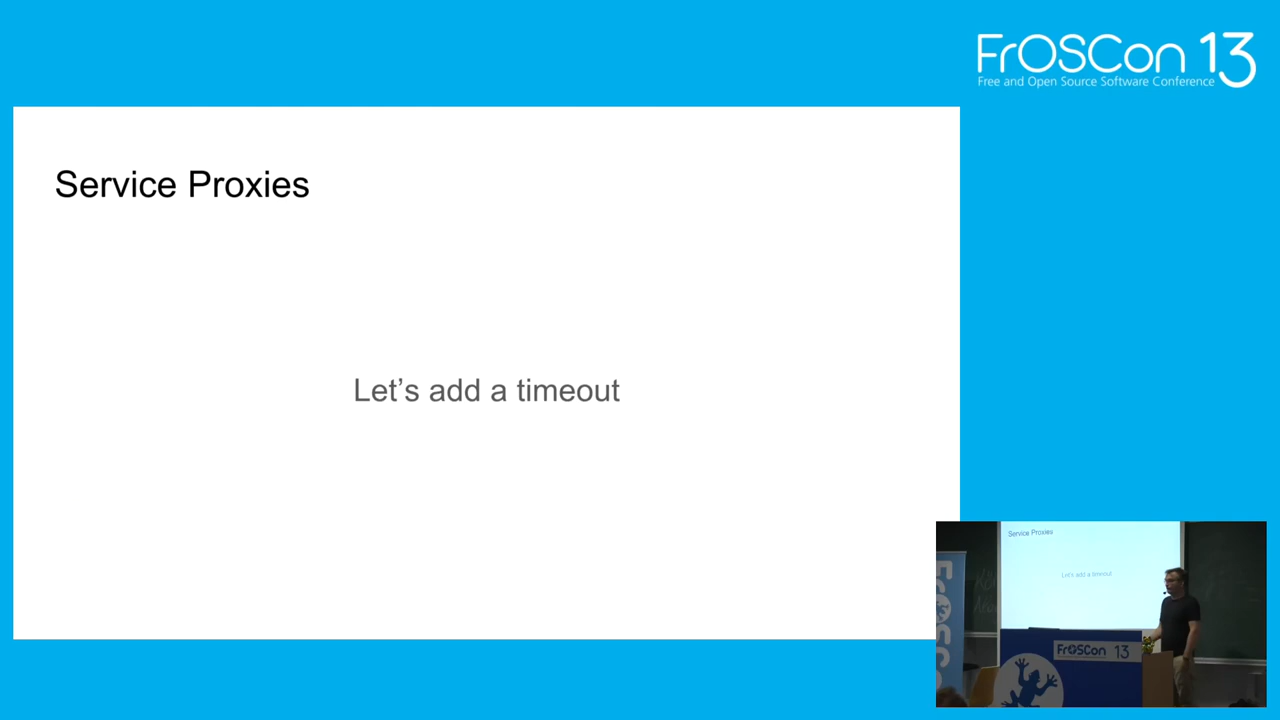 FrOSCon 13
Free and Open Source Software Conference
Service Proxies
Let's add a timeout
Service Proxies
Let's add a timeout
FrOSCon 13